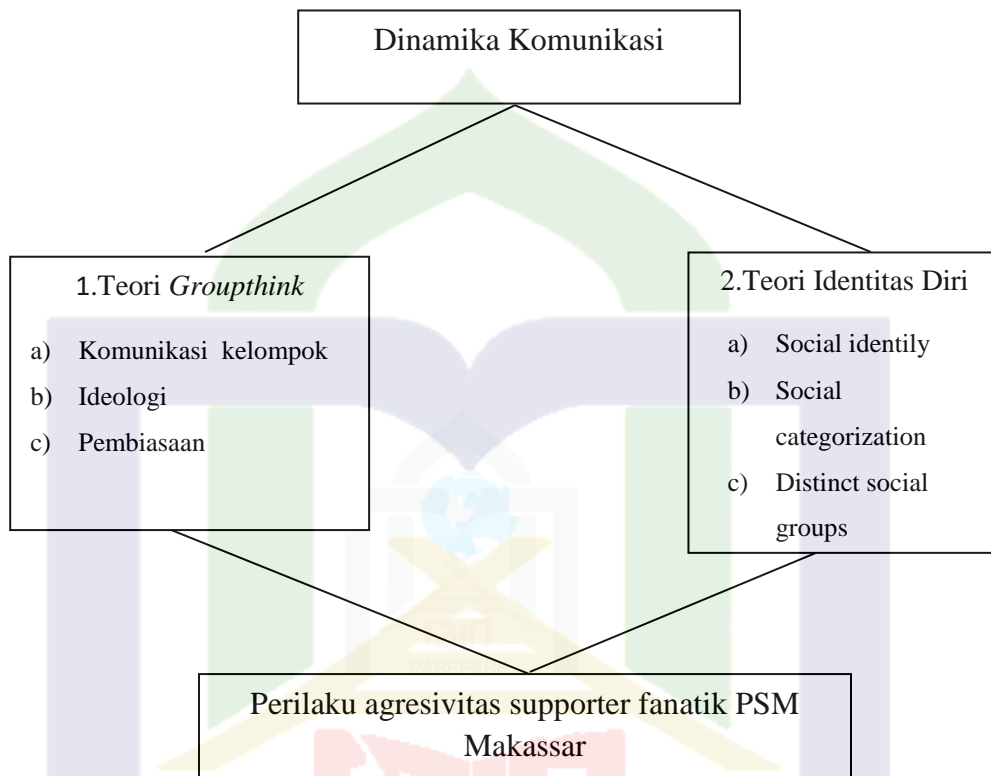 Dinamika Komunikasi
1.Teori Groupthink
a) Komunikasi kelompok
b) Ideologi
c) Pembiasaan
2.Teori Identitas Diri
a) Social identily
b) Social
categorization
c) Distinct social
groups
PAREPARE
Perilaku agresivitas supporter fanatik PSM
Makassar